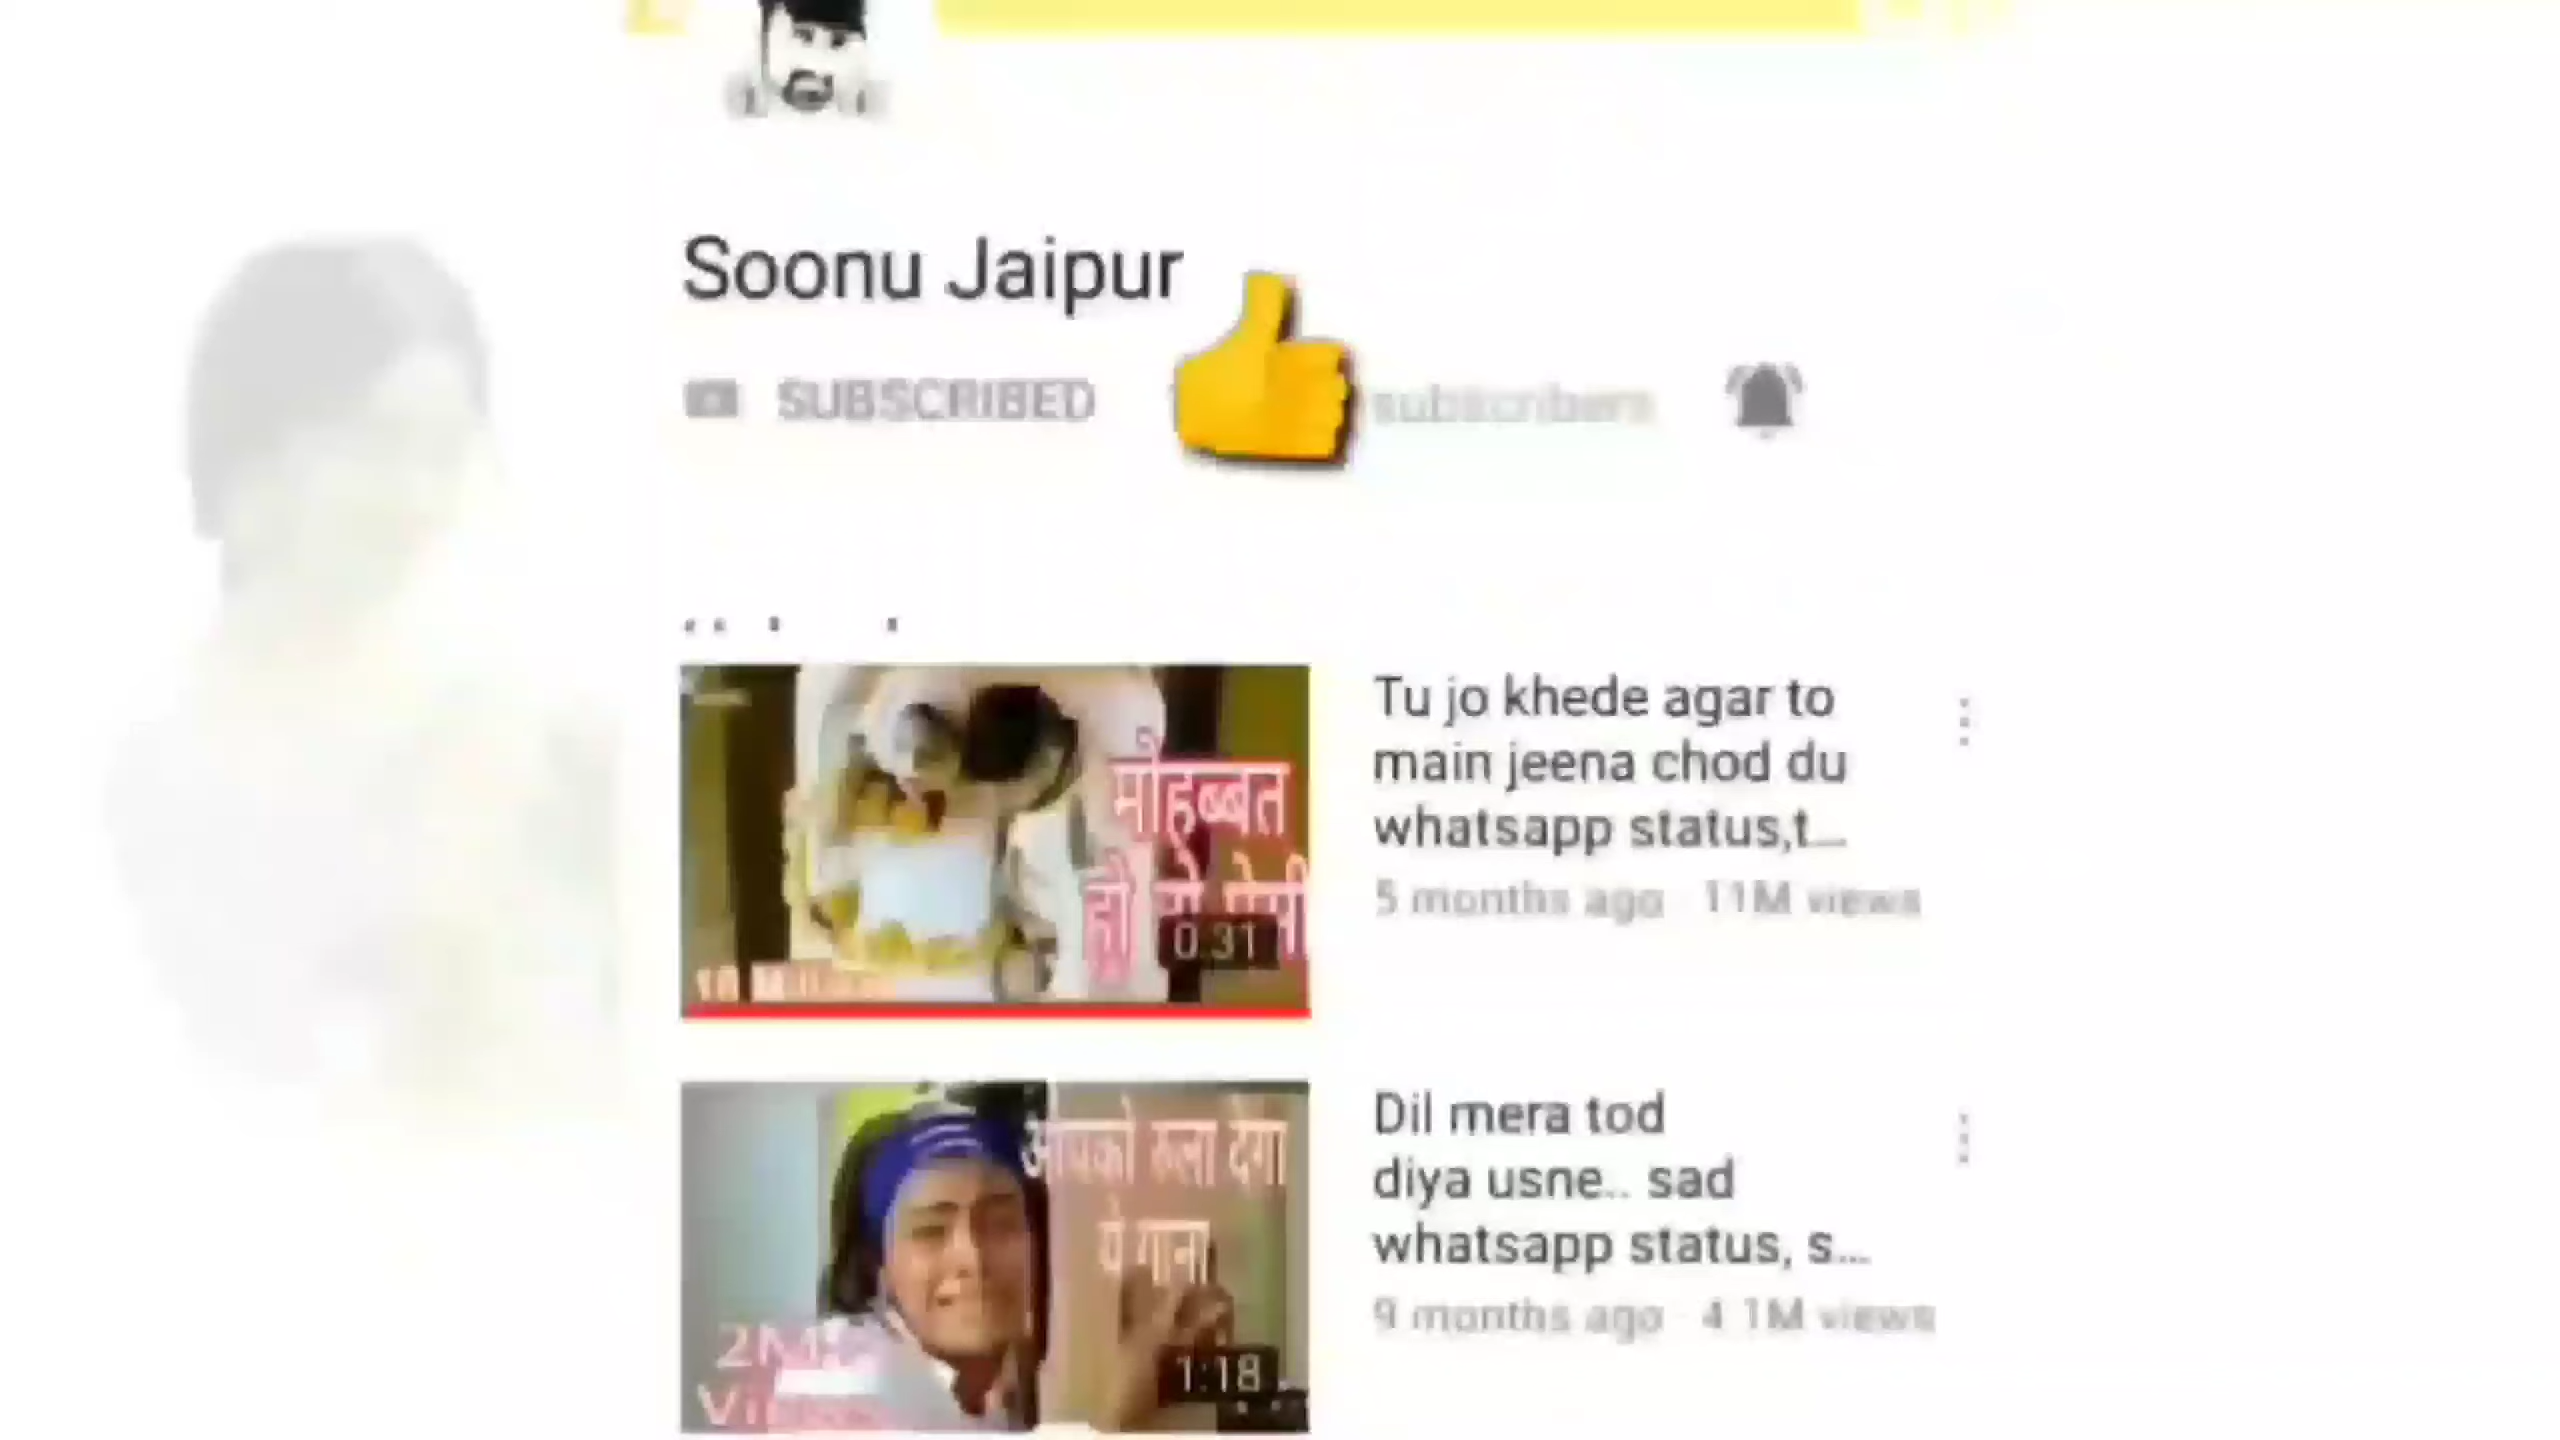 Soonu Jaipur
SUBSCRIBED subscribers
मोहब्बत
हो तो
0:31
Tu jo khede agar to
main jeena chod du
whatsapp status,t...
5 months ago · 11M views
आपको रुला देगा
ये गाना
2M+
1:18
Dil mera tod
diya usne.. sad
whatsapp status, s...
9 months ago · 4.1M views